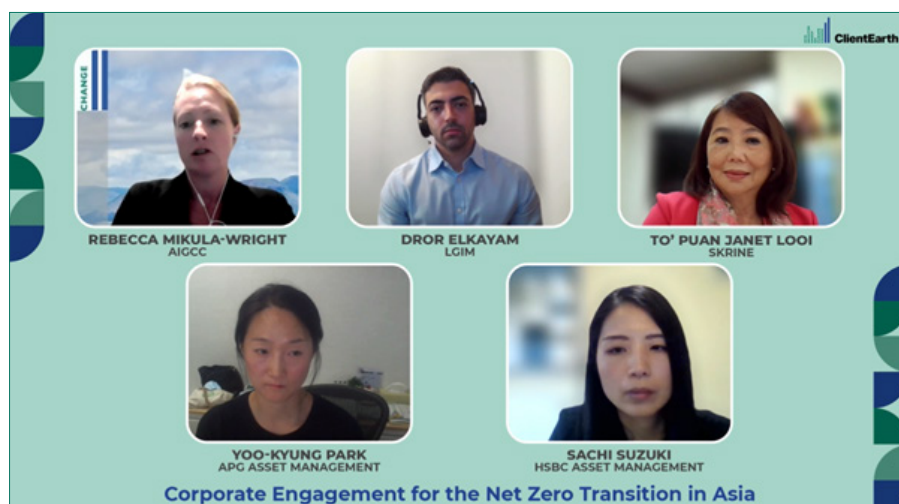 ClientEarth
CHANGE
REBECCA MIKULA-WRIGHT
AIGCC
DROR ELKAYAM
LGIM
TO' PUAN JANET LOOI
SKRINE
YOO-KYUNG PARK
APG ASSET MANAGEMENT
SACHI SUZUKI
HSBC ASSET MANAGEMENT
Corporate Engagement for the Net Zero Transition in Asia